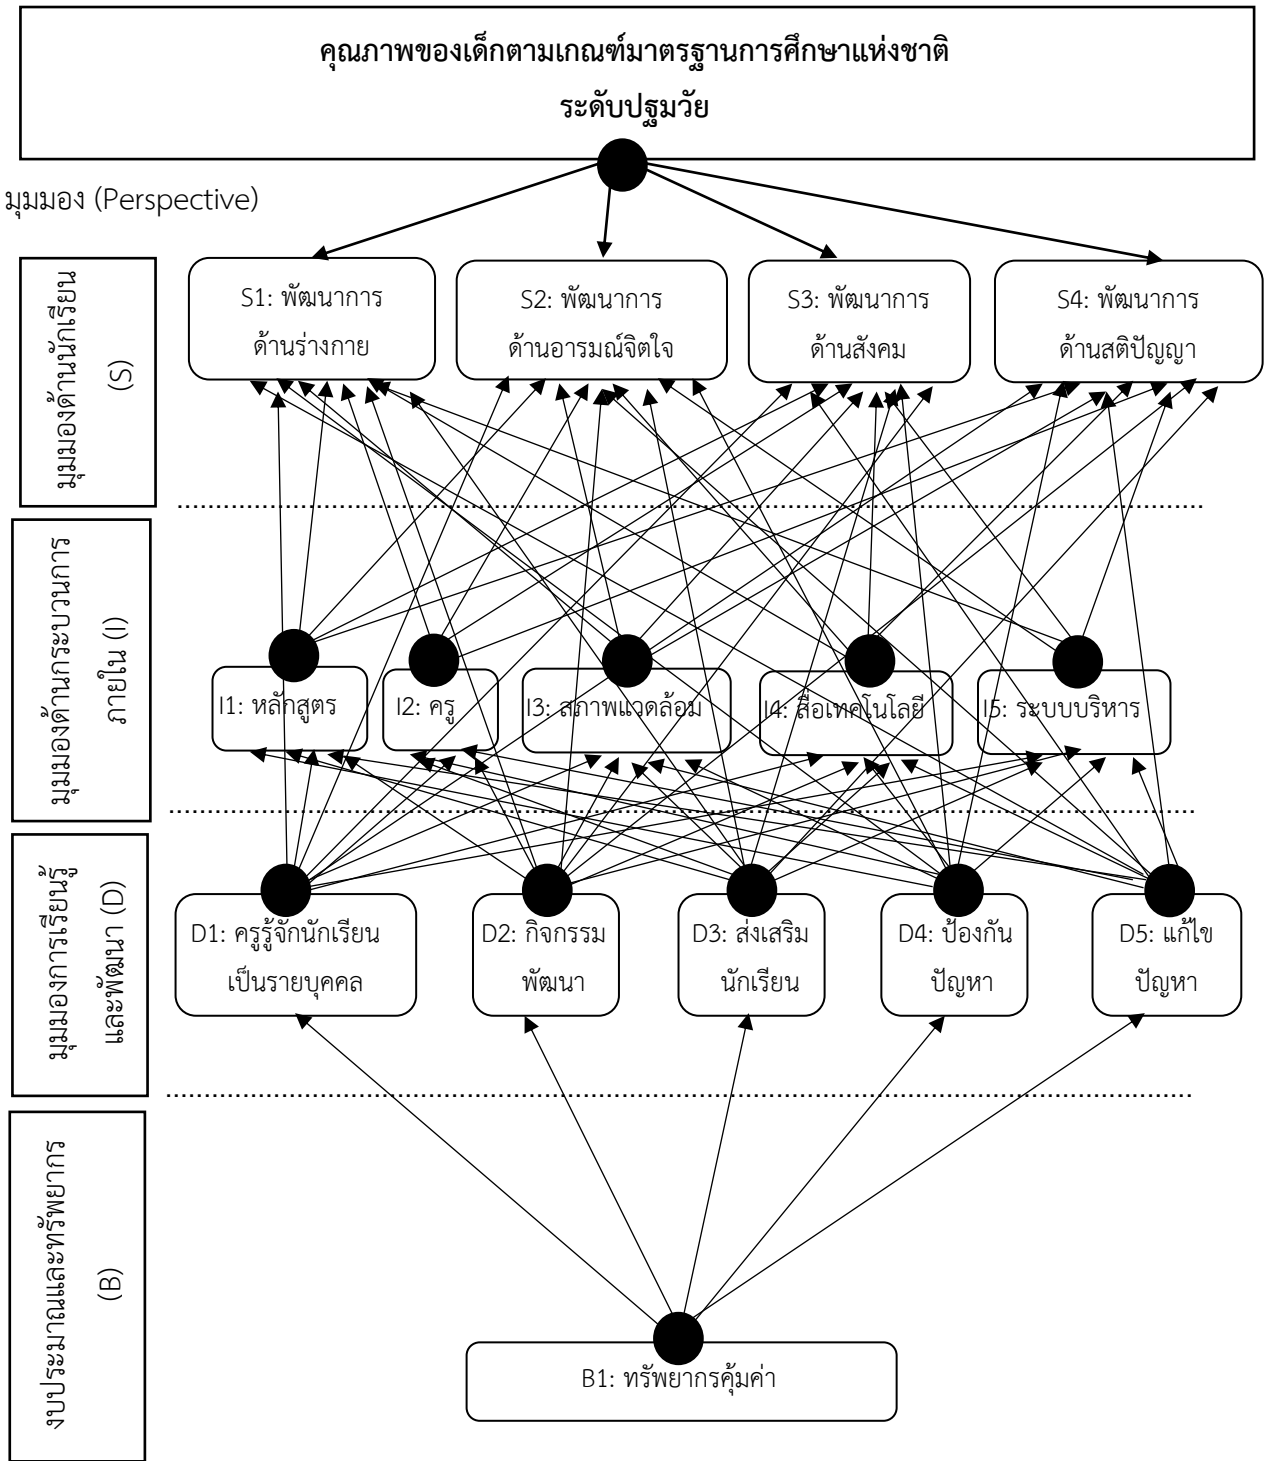 คุณภาพของเด็กตามเกณฑ์มาตรฐานการศึกษาแห่งชาติ
ระดับปฐมวัย
มุมมอง (Perspective)
มุมมองด้านนักเรียน
(S)
S1: พัฒนาการ
ด้านร่างกาย
S2: พัฒนาการ
ด้านอารมณ์จิตใจ
S3: พัฒนาการ
ด้านสังคม
S4: พัฒนาการ
ด้านสติปัญญา
มุมมองด้านกระบวนการ
ภายใน (I)
I1: หลักสูตร
I2: ครู
I3: สภาพแวดล้อม
I4: สื่อเทคโนโลยี
I5: ระบบบริหาร
มุมมองการเรียนรู้
และพัฒนา (D)
D1: ครูรู้จักนักเรียน
เป็นรายบุคคล
D2: กิจกรรม
พัฒนา
D3: ส่งเสริม
นักเรียน
D4: ป้องกัน
ปัญหา
D5: แก้ไข
ปัญหา
งบประมาณและทรัพยากร
(B)
B1: ทรัพยากรคุ้มค่า